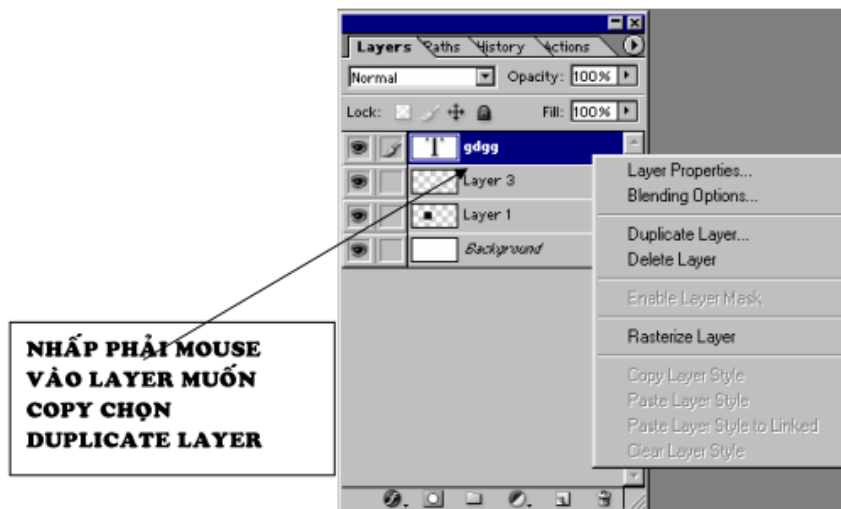 Layers Paths History Actions
Normal Opacity: 100%
Lock: Fill: 100%
T gdgg
Layer 3
Layer 1
Background
Layer Properties...
Blending Options...
Duplicate Layer...
Delete Layer
Enable Layer Mask
Rasterize Layer
Copy Layer Style
Paste Layer Style
Paste Layer Style to Linked
Clear Layer Style
NHẤP PHẢI MOUSE
VÀO LAYER MUỐN
COPY CHỌN
DUPLICATE LAYER